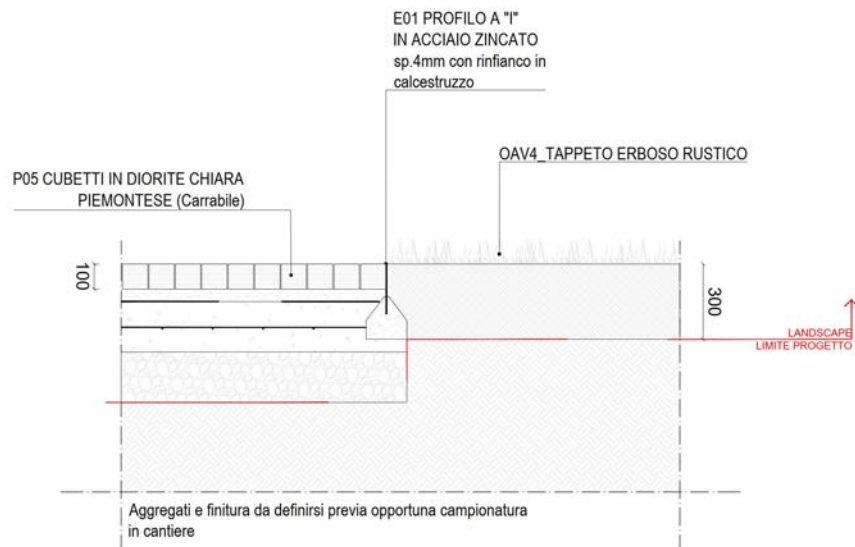 E01 PROFILO A "I"
IN ACCIAIO ZINCATO
sp.4mm con rinfianco in
calcestruzzo
OAV4_TAPPETO ERBOSO RUSTICO
P05 CUBETTI IN DIORITE CHIARA
PIEMONTESE (Carrabile)
100
300
LANDSCAPE
LIMITE PROGETTO
Aggregati e finitura da definirsi previa opportuna campionatura
in cantiere